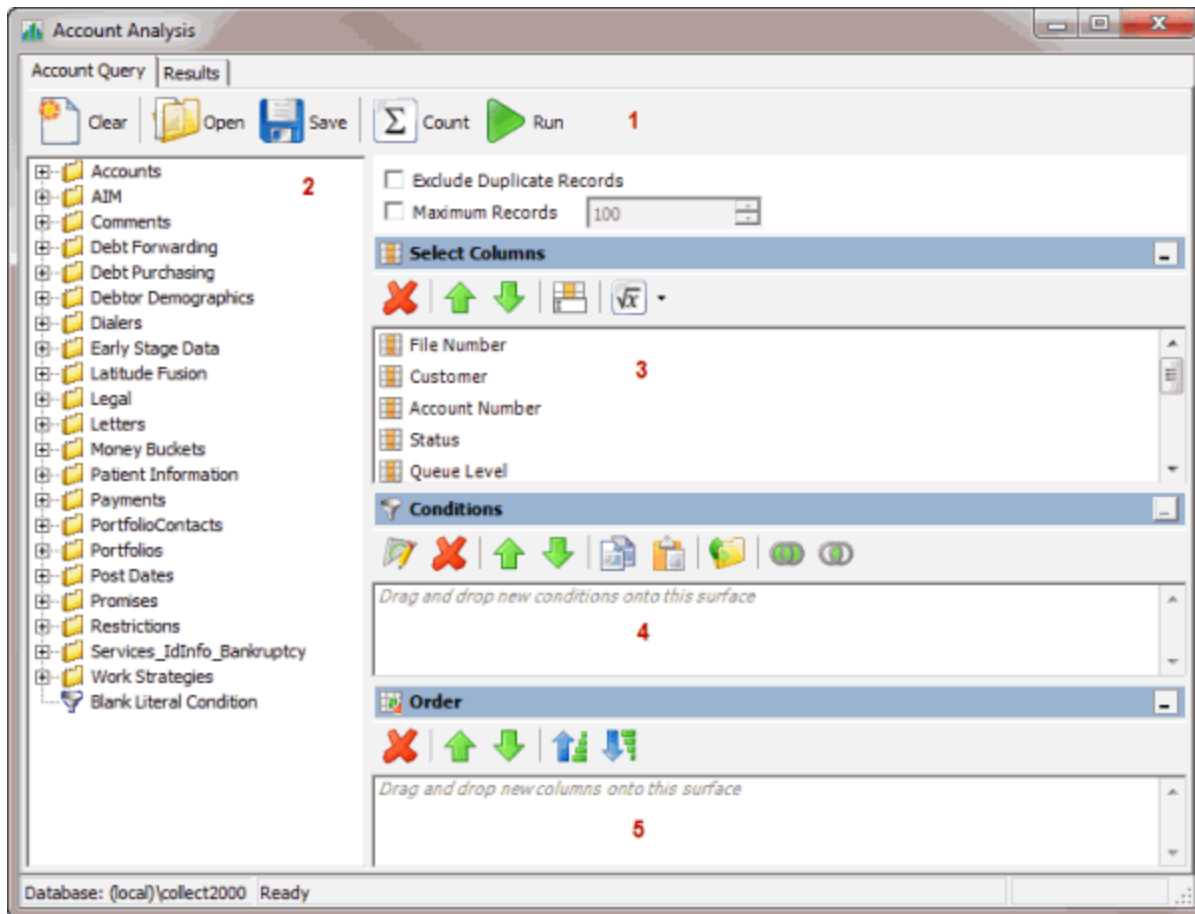 Account Analysis
Account Query Results
Clear Open Save Count Run 1
2
Accounts
AIM
Comments
Debt Forwarding
Debt Purchasing
Debtor Demographics
Dialers
Early Stage Data
Latitude Fusion
Legal
Letters
Money Buckets
Patient Information
Payments
PortfolioContacts
Portfolios
Post Dates
Promises
Restrictions
Services_IdInfo_Bankruptcy
Work Strategies
Blank Literal Condition
Exclude Duplicate Records
Maximum Records 100
Select Columns
√x
File Number
3
Customer
Account Number
Status
Queue Level
Conditions
Drag and drop new conditions onto this surface
4
Order
Drag and drop new columns onto this surface
5
Database: (local)\collect2000 Ready